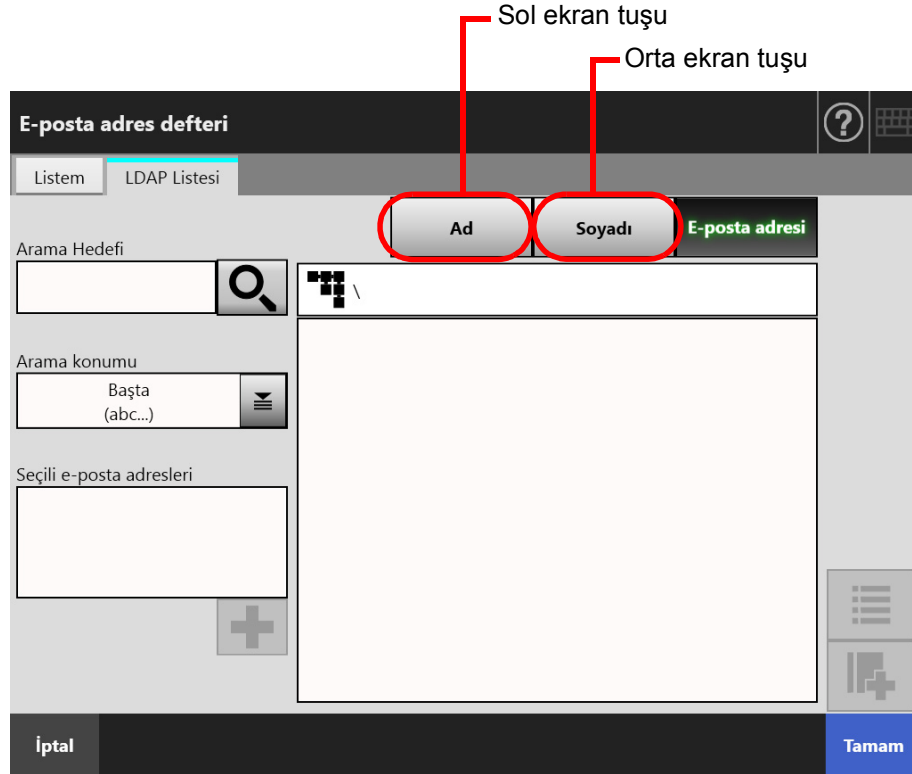 Sol ekran tuşu
Orta ekran tuşu
E-posta adres defteri
?
Listem
LDAP Listesi
Ad
Soyadı
E-posta adresi
Arama Hedefi
\
Arama konumu
Başta
(abc...)
Seçili e-posta adresleri
İptal
Tamam